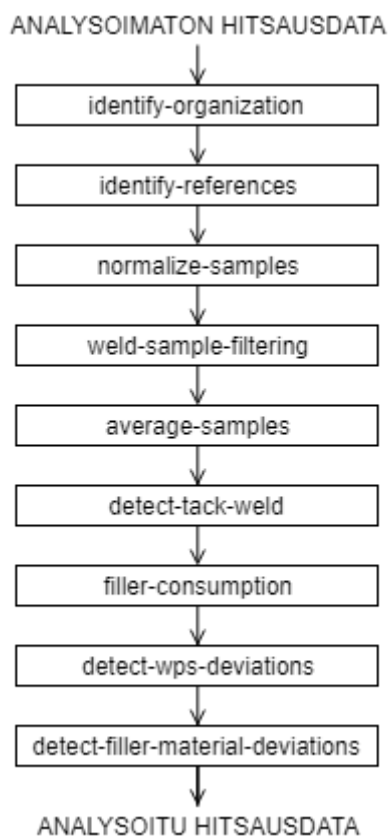 ANALYSOIMATON HITSAUSDATA
identify-organization
identify-references
normalize-samples
weld-sample-filtering
average-samples
detect-tack-weld
filler-consumption
detect-wps-deviations
detect-filler-material-deviations
ANALYSOITU HITSAUSDATA